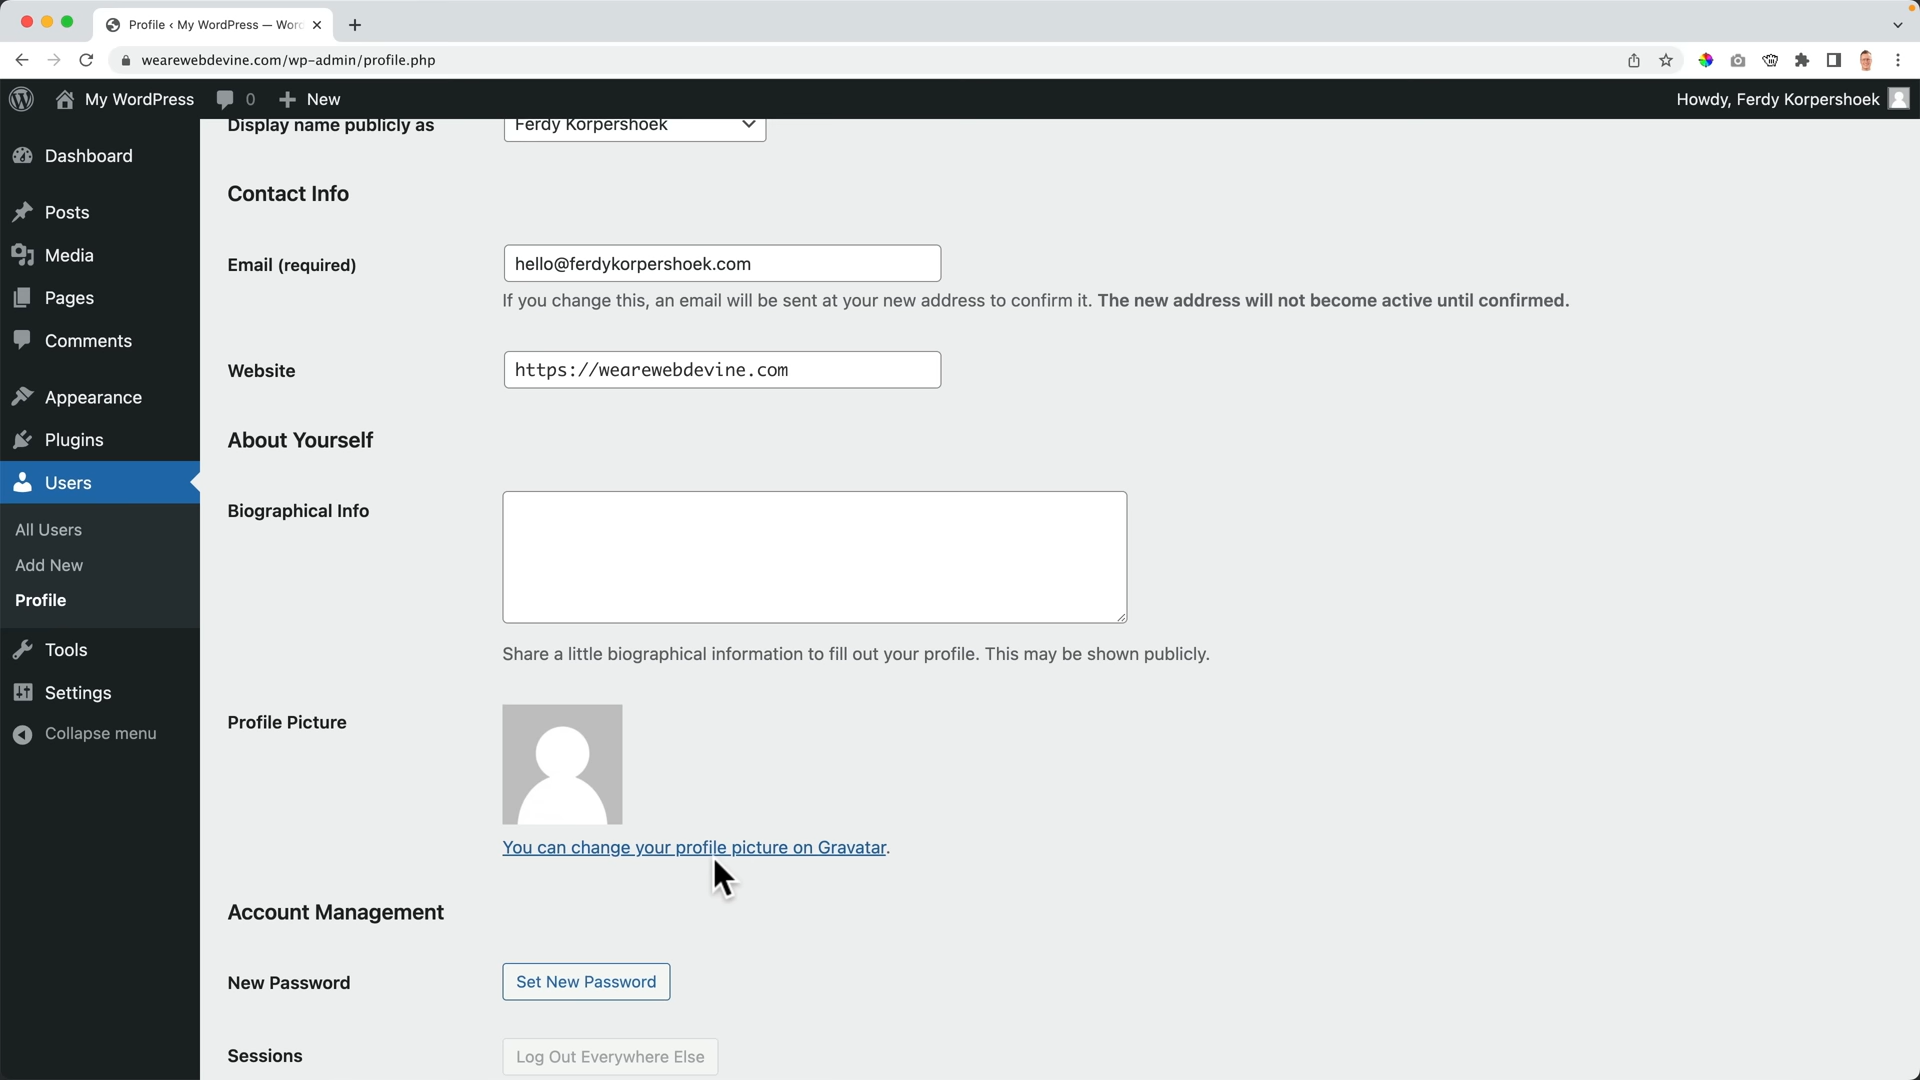 Profile ‹ My WordPress — Word
wearewebdevine.com/wp-admin/profile.php
My WordPress 0 New
Howdy, Ferdy Korpershoek
Dashboard
Posts
Media
Pages
Comments
Appearance
Plugins
Users
All Users
Add New
Profile
Tools
Settings
Collapse menu
Display name publicly as
Ferdy Korpershoek
Contact Info
Email (required)
hello@ferdykorpershoek.com
If you change this, an email will be sent at your new address to confirm it. The new address will not become active until confirmed.
Website
https://wearewebdevine.com
About Yourself
Biographical Info
Share a little biographical information to fill out your profile. This may be shown publicly.
Profile Picture
You can change your profile picture on Gravatar.
Account Management
New Password
Set New Password
Sessions
Log Out Everywhere Else